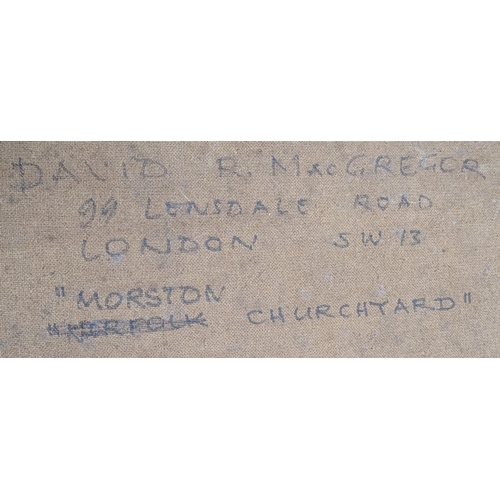 DAVID R. MACGREGOR
99 LONSDALE ROAD
LONDON SW13
"MORSTON
"NORFOLK CHURCHYARD"